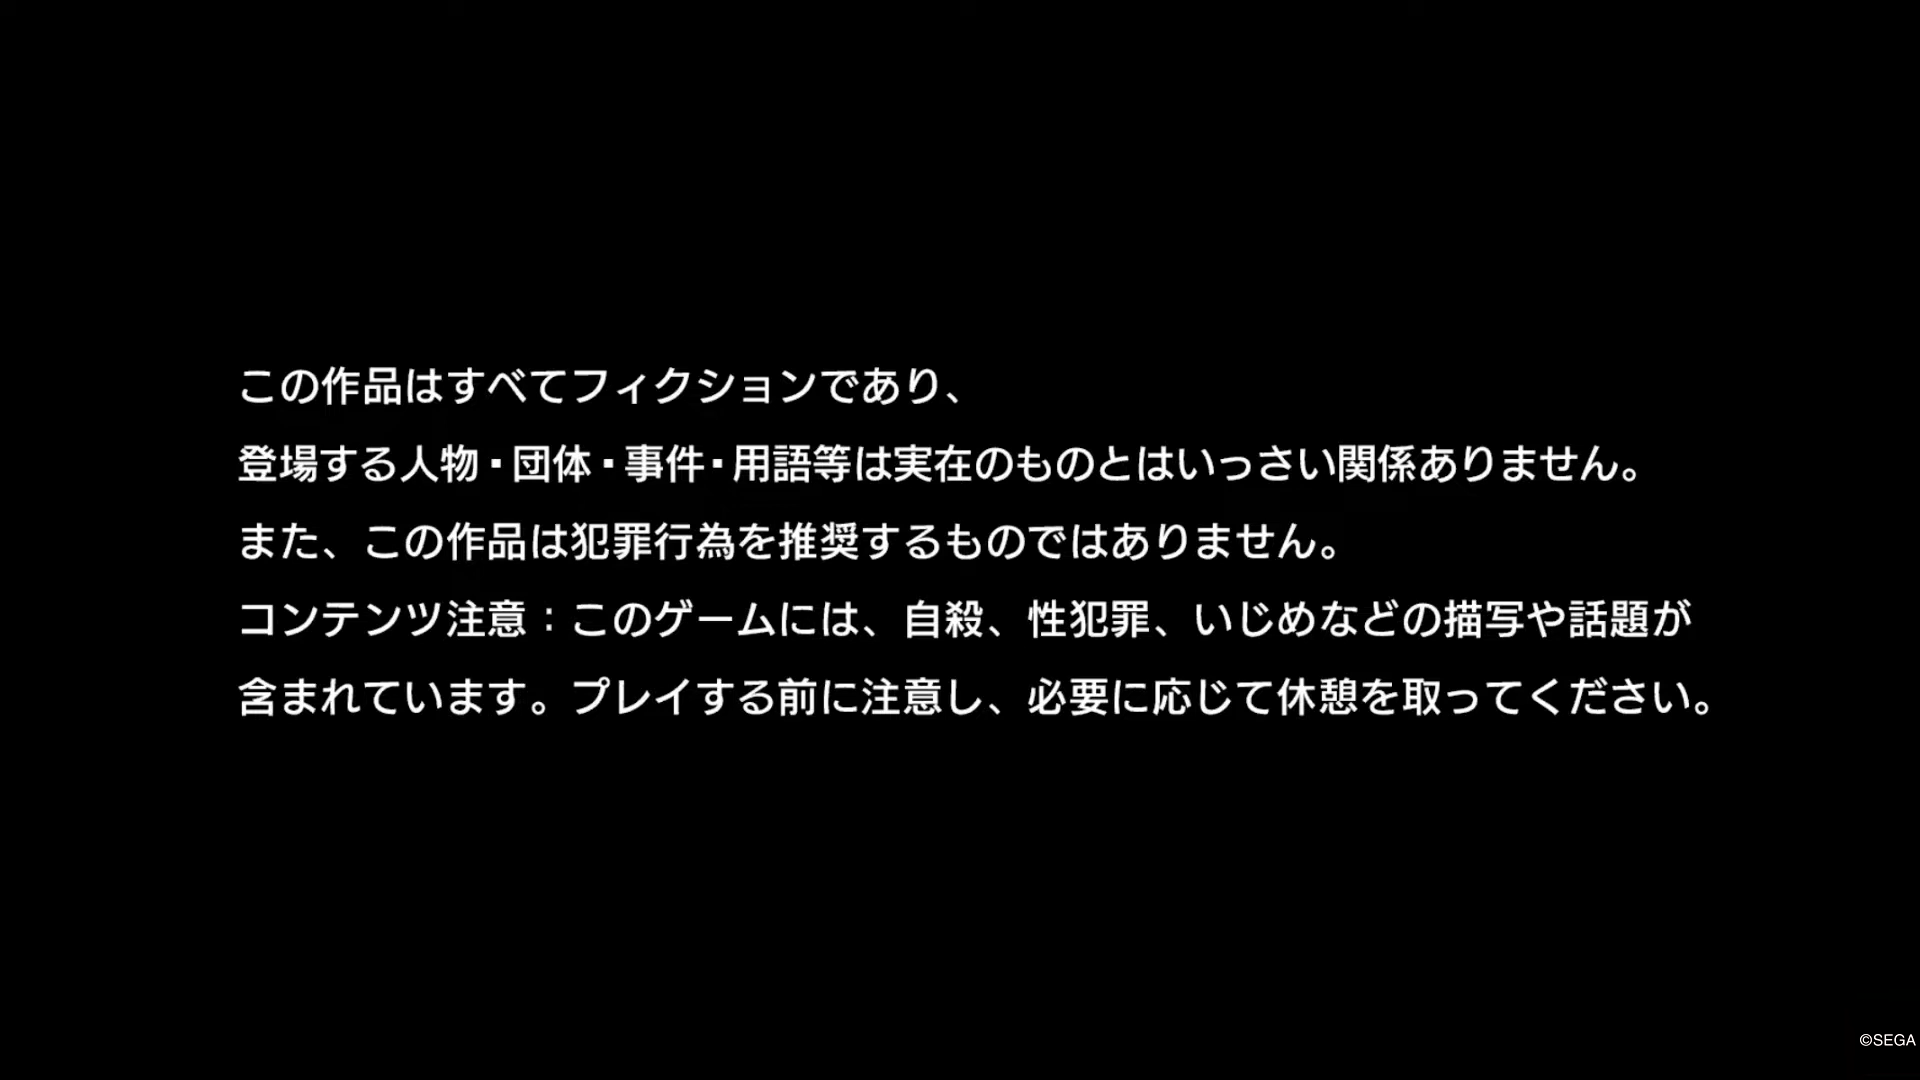 この作品はすべてフィクションであり、
登場する人物・団体・事件・用語等は実在のものとはいっさい関係ありません。
また、この作品は犯罪行為を推奨するものではありません。
コンテンツ注意：このゲームには、自殺、性犯罪、いじめなどの描写や話題が
含まれています。プレイする前に注意し、必要に応じて休憩を取ってください。
©SEGA